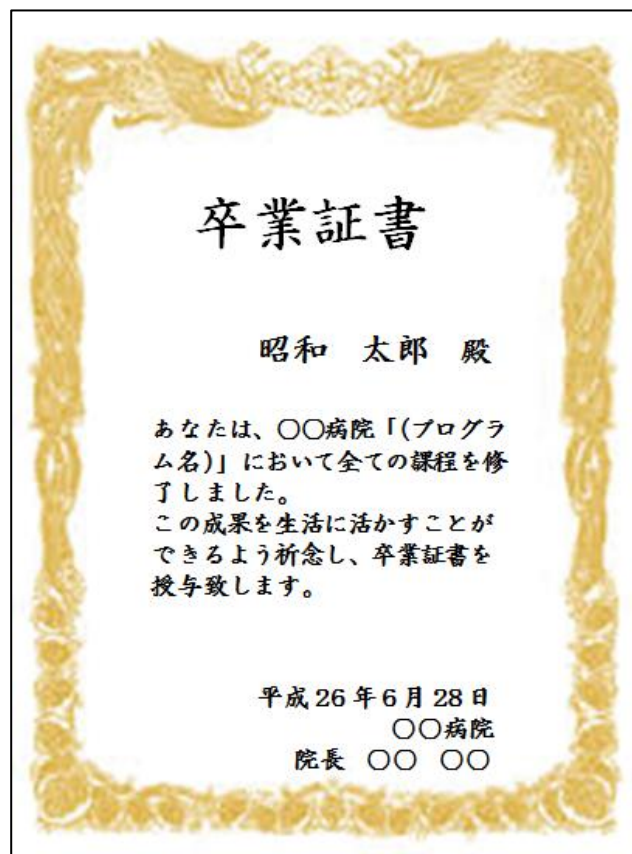 卒業証書
昭和　太郎　殿
あなたは、〇〇病院「(プログラ
ム名)」において全ての課程を修
了しました。
この成果を生活に活かすことが
できるよう祈念し、卒業証書を
授与致します。
平成 26 年 6 月 28 日
〇〇病院
院長　〇〇　〇〇